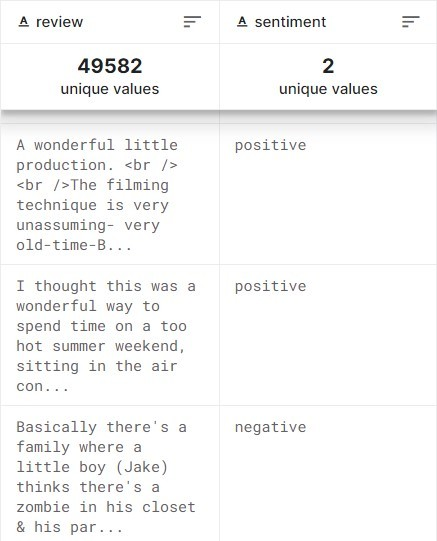 review
sentiment
49582
unique values
2
unique values
A wonderful little
production. <br />
<br />The filming
technique is very
unassuming- very
old-time-B...
positive
I thought this was a
wonderful way to
spend time on a too
hot summer weekend,
sitting in the air
con...
positive
Basically there's a
family where a
little boy (Jake)
thinks there's a
zombie in his closet
& his par...
negative